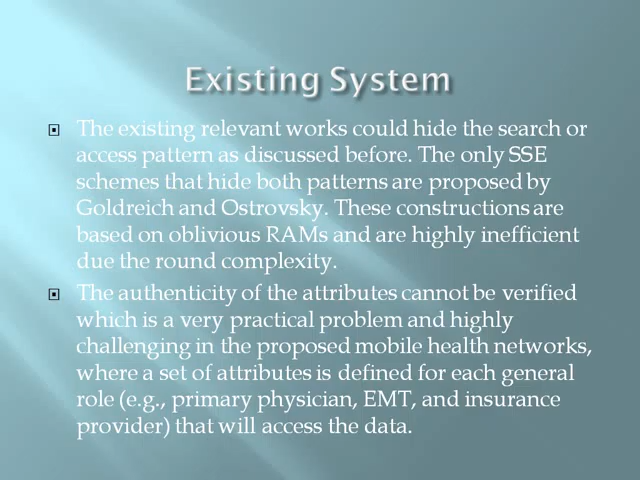 Existing System
The existing relevant works could hide the search or
access pattern as discussed before. The only SSE
schemes that hide both patterns are proposed by
Goldreich and Ostrovsky. These constructions are
based on oblivious RAMs and are highly inefficient
due the round complexity.
The authenticity of the attributes cannot be verified
which is a very practical problem and highly
challenging in the proposed mobile health networks,
where a set of attributes is defined for each general
role (e.g., primary physician, EMT, and insurance
provider) that will access the data.